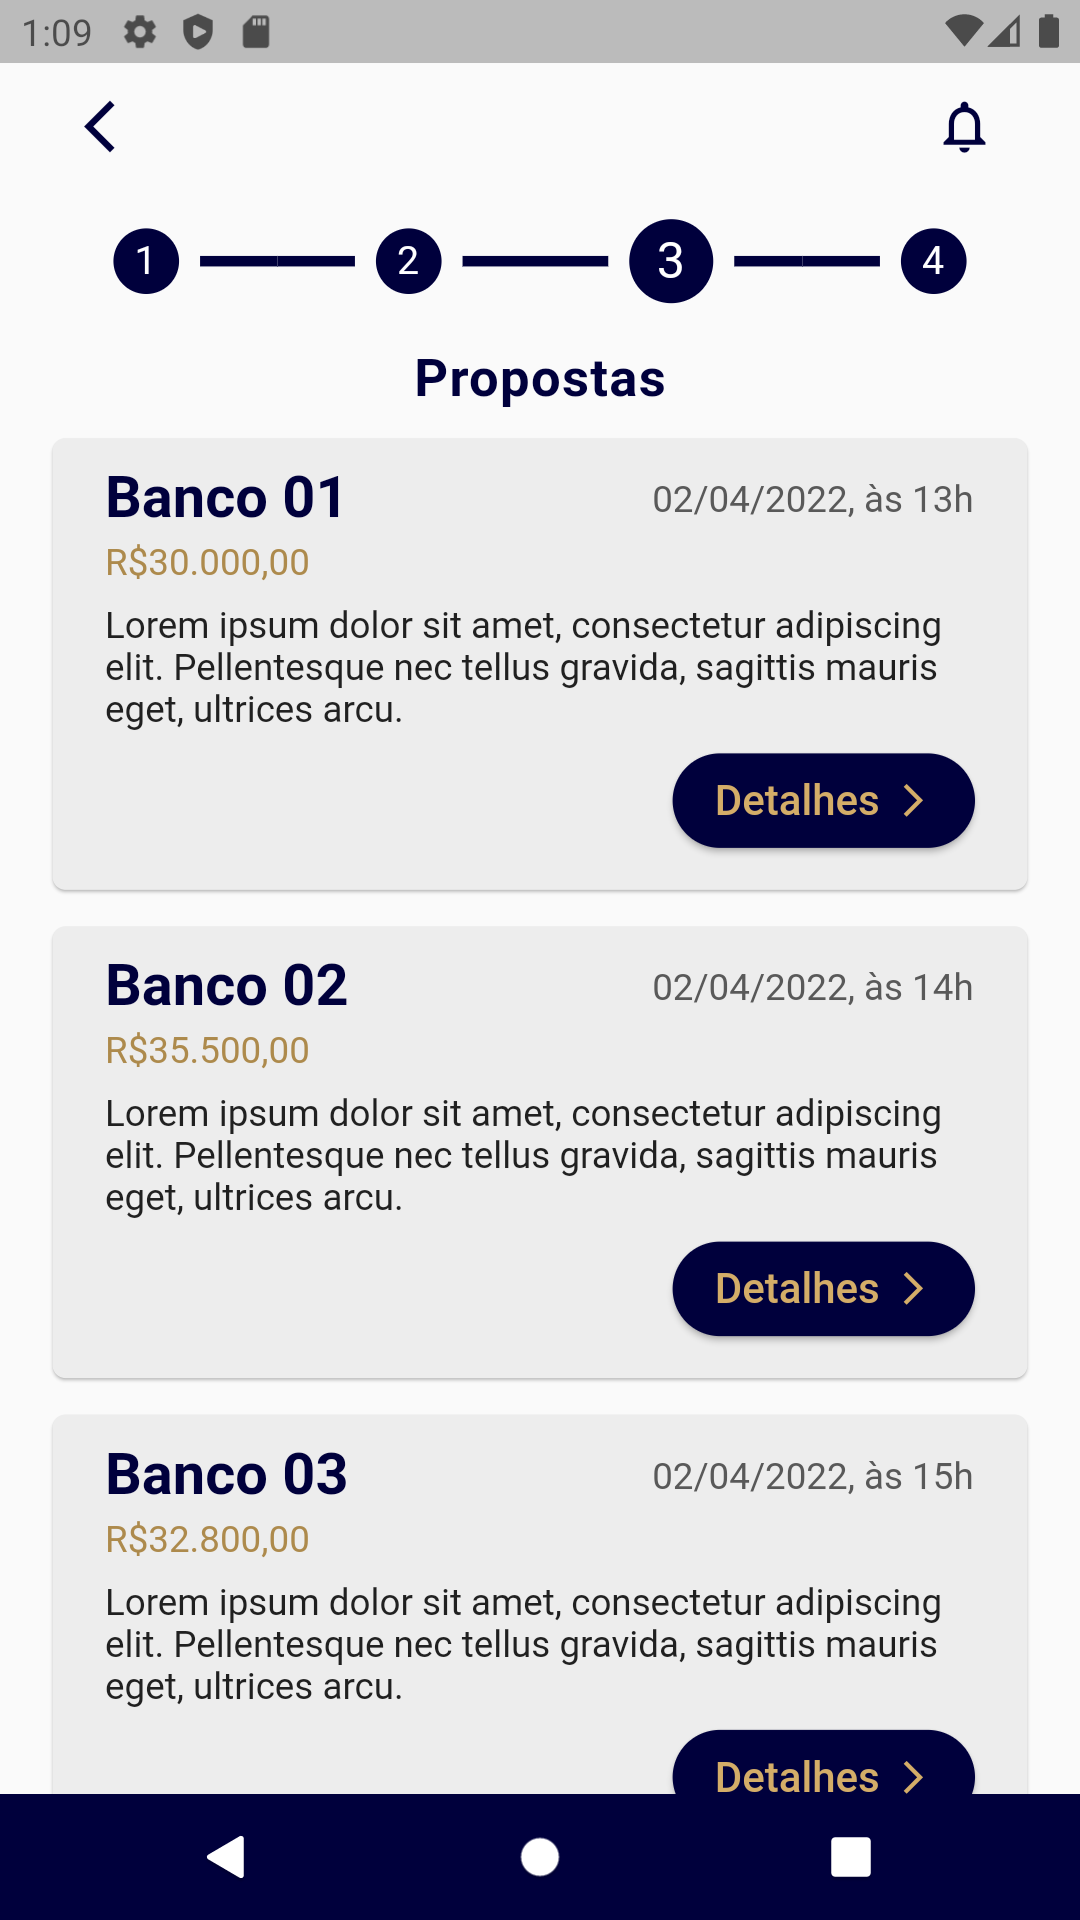 1:09
1 2 3 4
Propostas
Banco 01
02/04/2022, às 13h
R$30.000,00
Lorem ipsum dolor sit amet, consectetur adipiscing
elit. Pellentesque nec tellus gravida, sagittis mauris
eget, ultrices arcu.
Detalhes
Banco 02
02/04/2022, às 14h
R$35.500,00
Lorem ipsum dolor sit amet, consectetur adipiscing
elit. Pellentesque nec tellus gravida, sagittis mauris
eget, ultrices arcu.
Detalhes
Banco 03
02/04/2022, às 15h
R$32.800,00
Lorem ipsum dolor sit amet, consectetur adipiscing
elit. Pellentesque nec tellus gravida, sagittis mauris
eget, ultrices arcu.
Detalhes